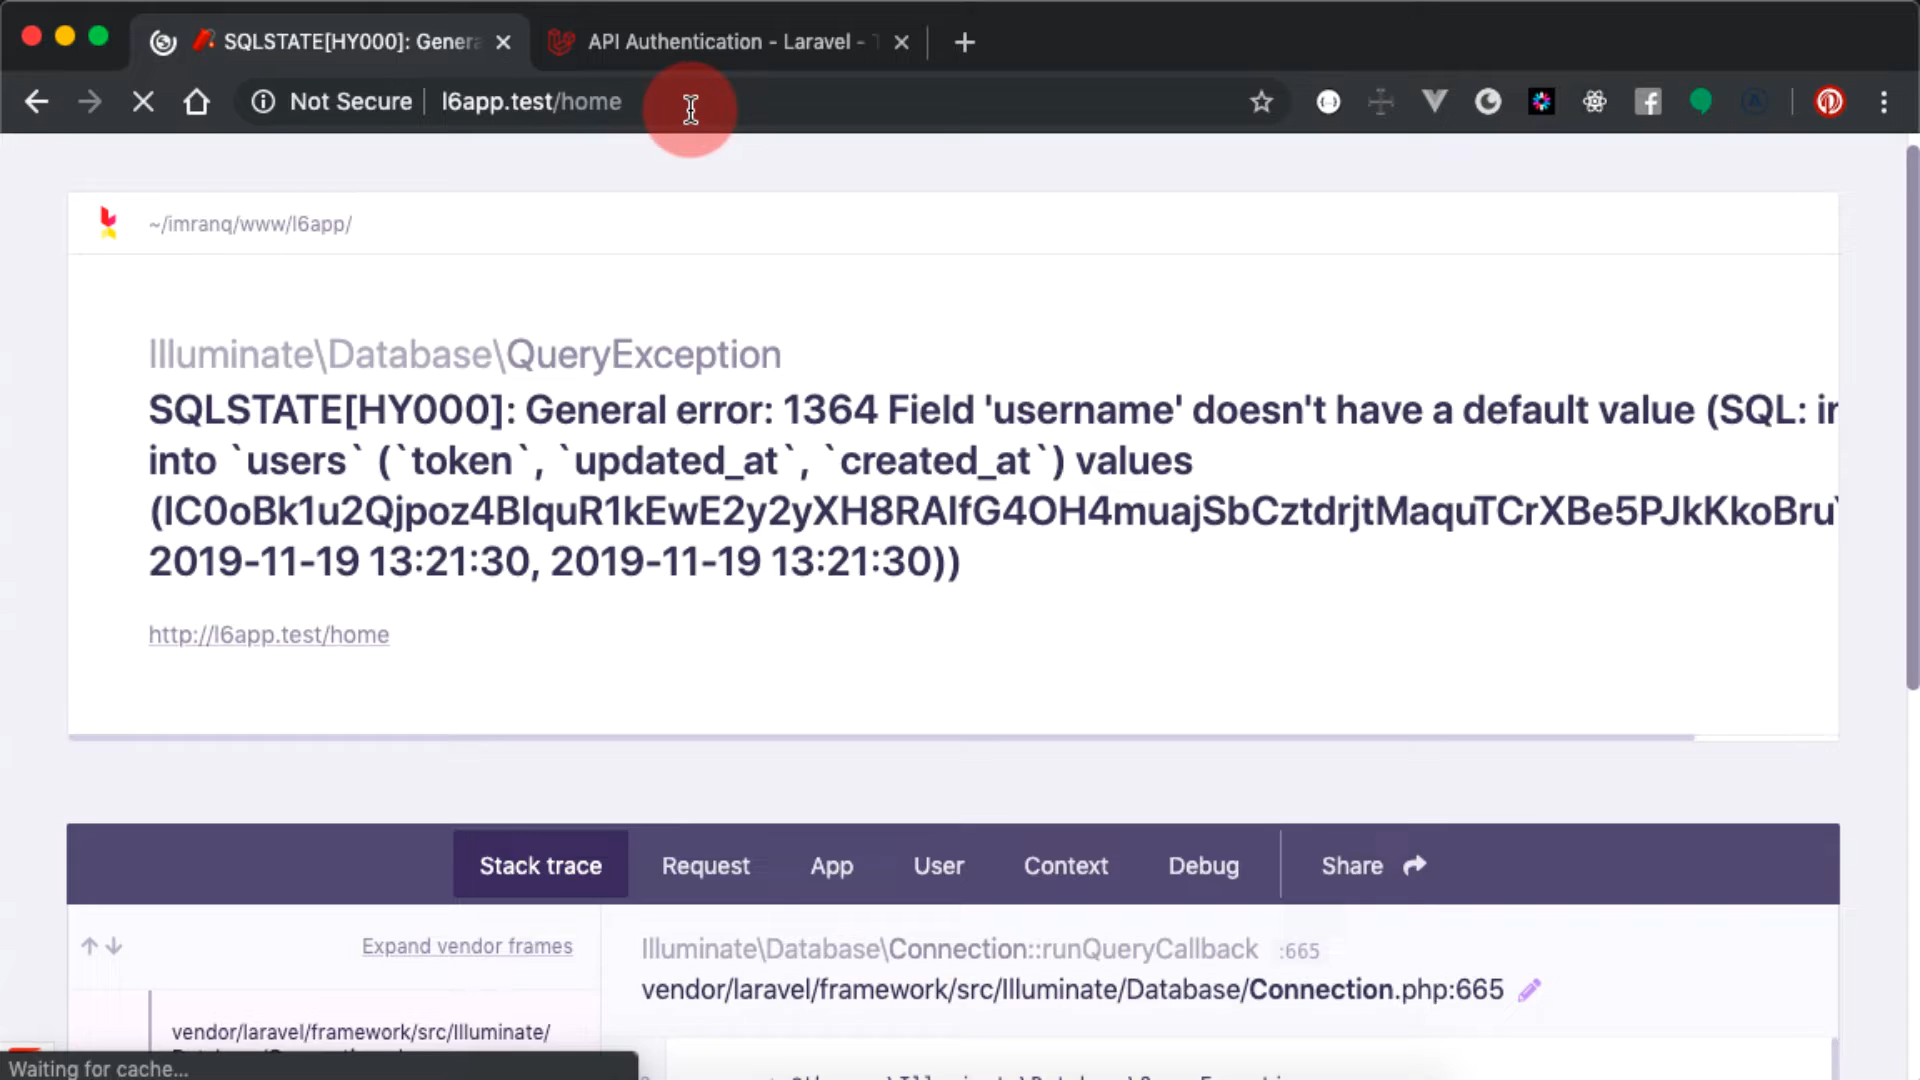 SQLSTATE[HY000]: Genera
API Authentication - Laravel -
Not Secure
l6app.test/home
~/imranq/www/l6app/
Illuminate\Database\QueryException
SQLSTATE[HY000]: General error: 1364 Field 'username' doesn't have a default value (SQL: in
into `users` (`token`, `updated_at`, `created_at`) values
(IC0oBk1u2Qjpoz4BIquR1kEwE2y2yXH8RAIfG4OH4muajSbCztdrjtMaquTCrXBe5PJkKkoBru
2019-11-19 13:21:30, 2019-11-19 13:21:30))
http://l6app.test/home
Stack trace
Request
App
User
Context
Debug
Share
Expand vendor frames
Illuminate\Database\Connection::runQueryCallback :665
vendor/laravel/framework/src/Illuminate/Database/Connection.php:665
vendor/laravel/framework/src/Illuminate/
Waiting for cache...